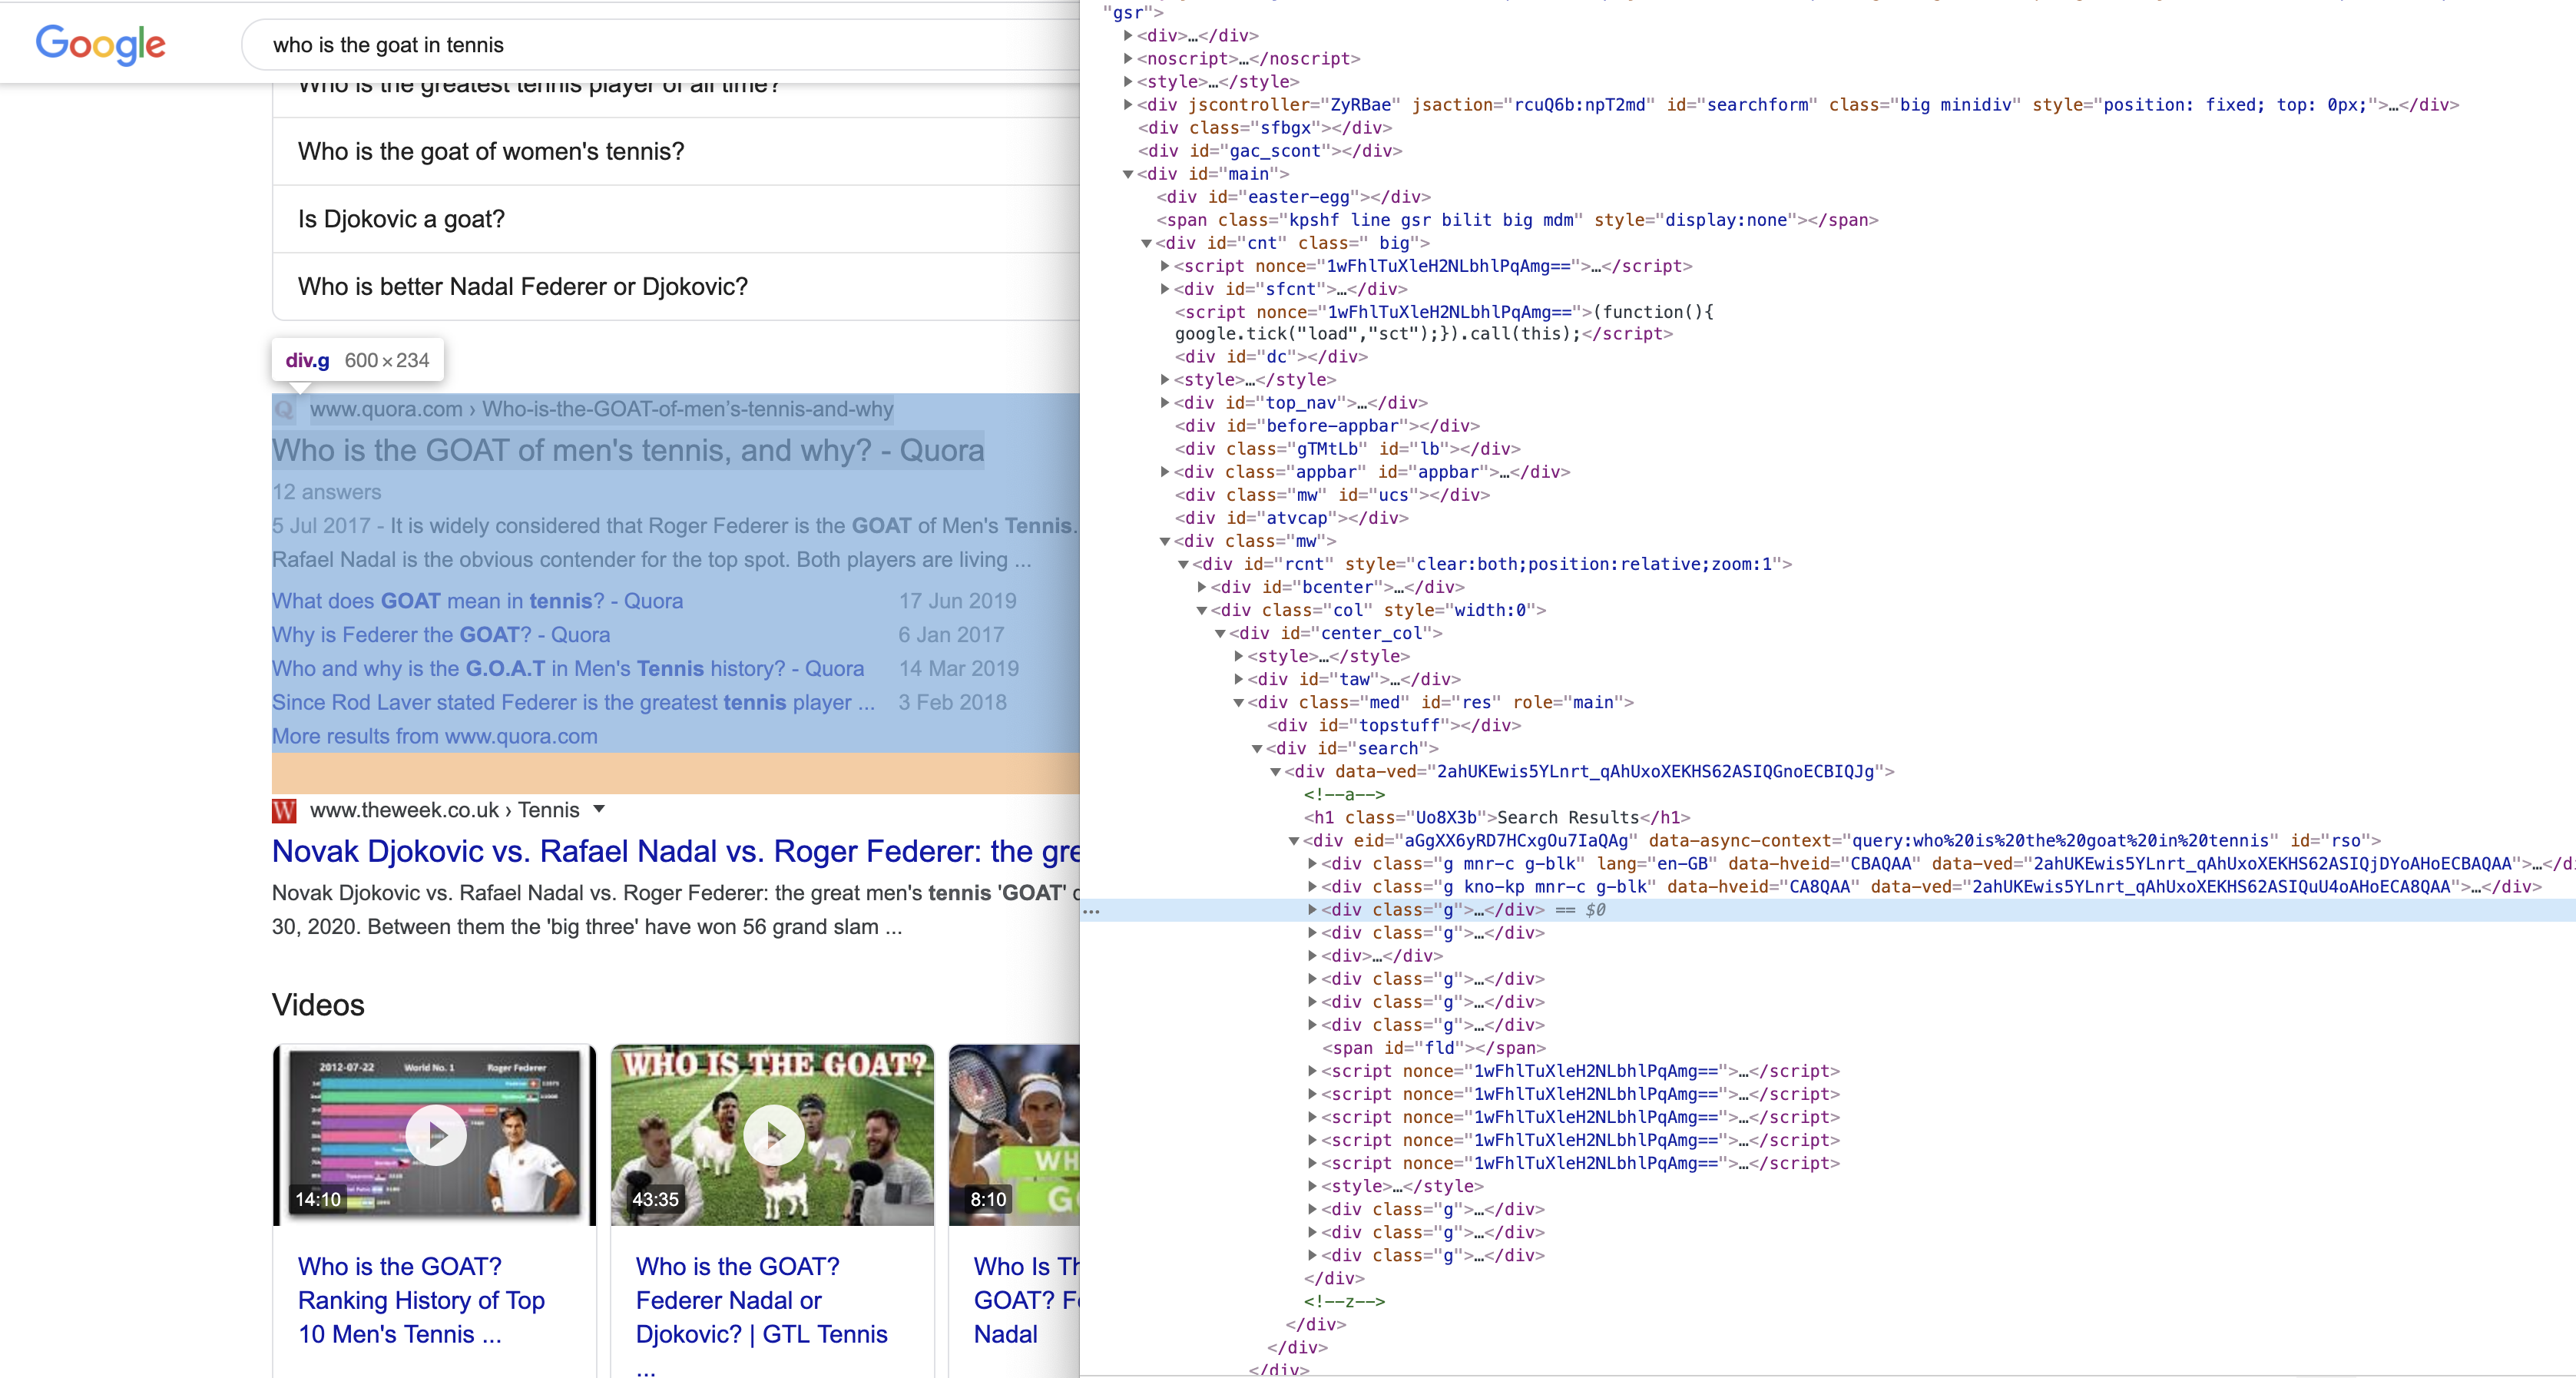 Google
who is the goat in tennis
Who is the greatest tennis player of all time?
Who is the goat of women's tennis?
Is Djokovic a goat?
Who is better Nadal Federer or Djokovic?
div.g 600 × 234
Q www.quora.com › Who-is-the-GOAT-of-men's-tennis-and-why
Who is the GOAT of men's tennis, and why? - Quora
12 answers
5 Jul 2017 - It is widely considered that Roger Federer is the GOAT of Men's Tennis.
Rafael Nadal is the obvious contender for the top spot. Both players are living ...
What does GOAT mean in tennis? - Quora 17 Jun 2019
Why is Federer the GOAT? - Quora 6 Jan 2017
Who and why is the G.O.A.T in Men's Tennis history? - Quora 14 Mar 2019
Since Rod Laver stated Federer is the greatest tennis player ... 3 Feb 2018
More results from www.quora.com
W www.theweek.co.uk › Tennis
Novak Djokovic vs. Rafael Nadal vs. Roger Federer: the gre
Novak Djokovic vs. Rafael Nadal vs. Roger Federer: the great men's tennis 'GOAT'
30, 2020. Between them the 'big three' have won 56 grand slam ...
Videos
2012-07-22 World No. 1 Roger Federer
14:10
WHO IS THE GOAT?
43:35
WH
GO
8:10
Who is the GOAT?
Ranking History of Top
10 Men's Tennis ...
Who is the GOAT?
Federer Nadal or
Djokovic? | GTL Tennis
...
Who Is Th
GOAT? Fe
Nadal
"gsr">
<div>…</div>
<noscript>…</noscript>
<style>…</style>
<div jscontroller="ZyRBae" jsaction="rcuQ6b:npT2md" id="searchform" class="big minidiv" style="position: fixed; top: 0px;">…</div>
<div class="sfbgx"></div>
<div id="gac_scont"></div>
<div id="main">
<div id="easter-egg"></div>
<span class="kpshf line gsr bilit big mdm" style="display:none"></span>
<div id="cnt" class=" big">
<script nonce="1wFhlTuXleH2NLbhlPqAmg==">…</script>
<div id="sfcnt">…</div>
<script nonce="1wFhlTuXleH2NLbhlPqAmg==">(function(){
google.tick("load","sct");}).call(this);</script>
<div id="dc"></div>
<style>…</style>
<div id="top_nav">…</div>
<div id="before-appbar"></div>
<div class="gTMtLb" id="lb"></div>
<div class="appbar" id="appbar">…</div>
<div class="mw" id="ucs"></div>
<div id="atvcap"></div>
<div class="mw">
<div id="rcnt" style="clear:both;position:relative;zoom:1">
<div id="bcenter">…</div>
<div class="col" style="width:0">
<div id="center_col">
<style>…</style>
<div id="taw">…</div>
<div class="med" id="res" role="main">
<div id="topstuff"></div>
<div id="search">
<div data-ved="2ahUKEwis5YLnrt_qAhUxoXEKHS62ASIQGnoECBIQJg">
<!--a-->
<h1 class="Uo8X3b">Search Results</h1>
<div eid="aGgXX6yRD7HCxgOu7IaQAg" data-async-context="query:who%20is%20the%20goat%20in%20tennis" id="rso">
<div class="g mnr-c g-blk" lang="en-GB" data-hveid="CBAQAA" data-ved="2ahUKEwis5YLnrt_qAhUxoXEKHS62ASIQjDYoAHoECBAQAA">…</di
<div class="g kno-kp mnr-c g-blk" data-hveid="CA8QAA" data-ved="2ahUKEwis5YLnrt_qAhUxoXEKHS62ASIQuU4oAHoECA8QAA">…</div>
… <div class="g">…</div> == $0
<div class="g">…</div>
<div>…</div>
<div class="g">…</div>
<div class="g">…</div>
<div class="g">…</div>
<span id="fld"></span>
<script nonce="1wFhlTuXleH2NLbhlPqAmg==">…</script>
<script nonce="1wFhlTuXleH2NLbhlPqAmg==">…</script>
<script nonce="1wFhlTuXleH2NLbhlPqAmg==">…</script>
<script nonce="1wFhlTuXleH2NLbhlPqAmg==">…</script>
<script nonce="1wFhlTuXleH2NLbhlPqAmg==">…</script>
<style>…</style>
<div class="g">…</div>
<div class="g">…</div>
<div class="g">…</div>
</div>
<!--z-->
</div>
</div>
</div>